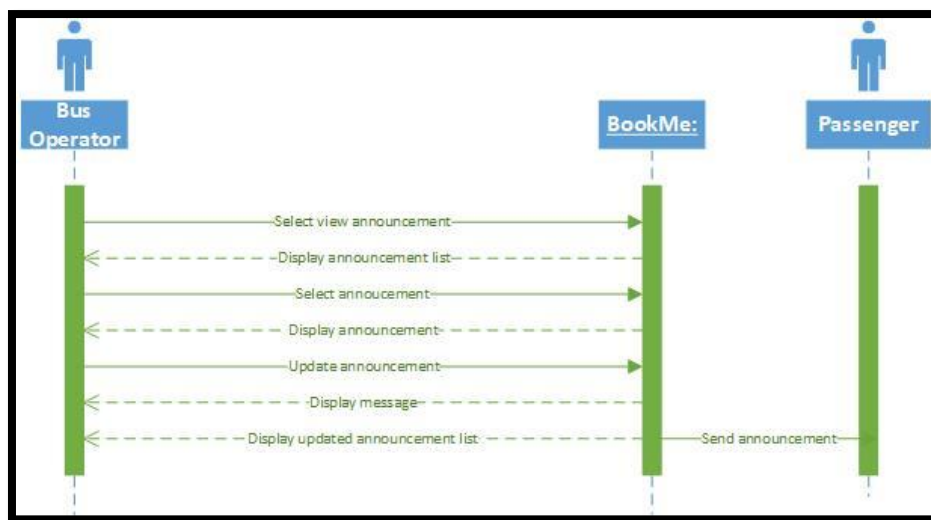 Bus
Operator
BookMe:
Passenger
Select view announcement
Display announcement list
Select annoucement
Display announcement
Update announcement
Display message
Display updated announcement list
Send announcement